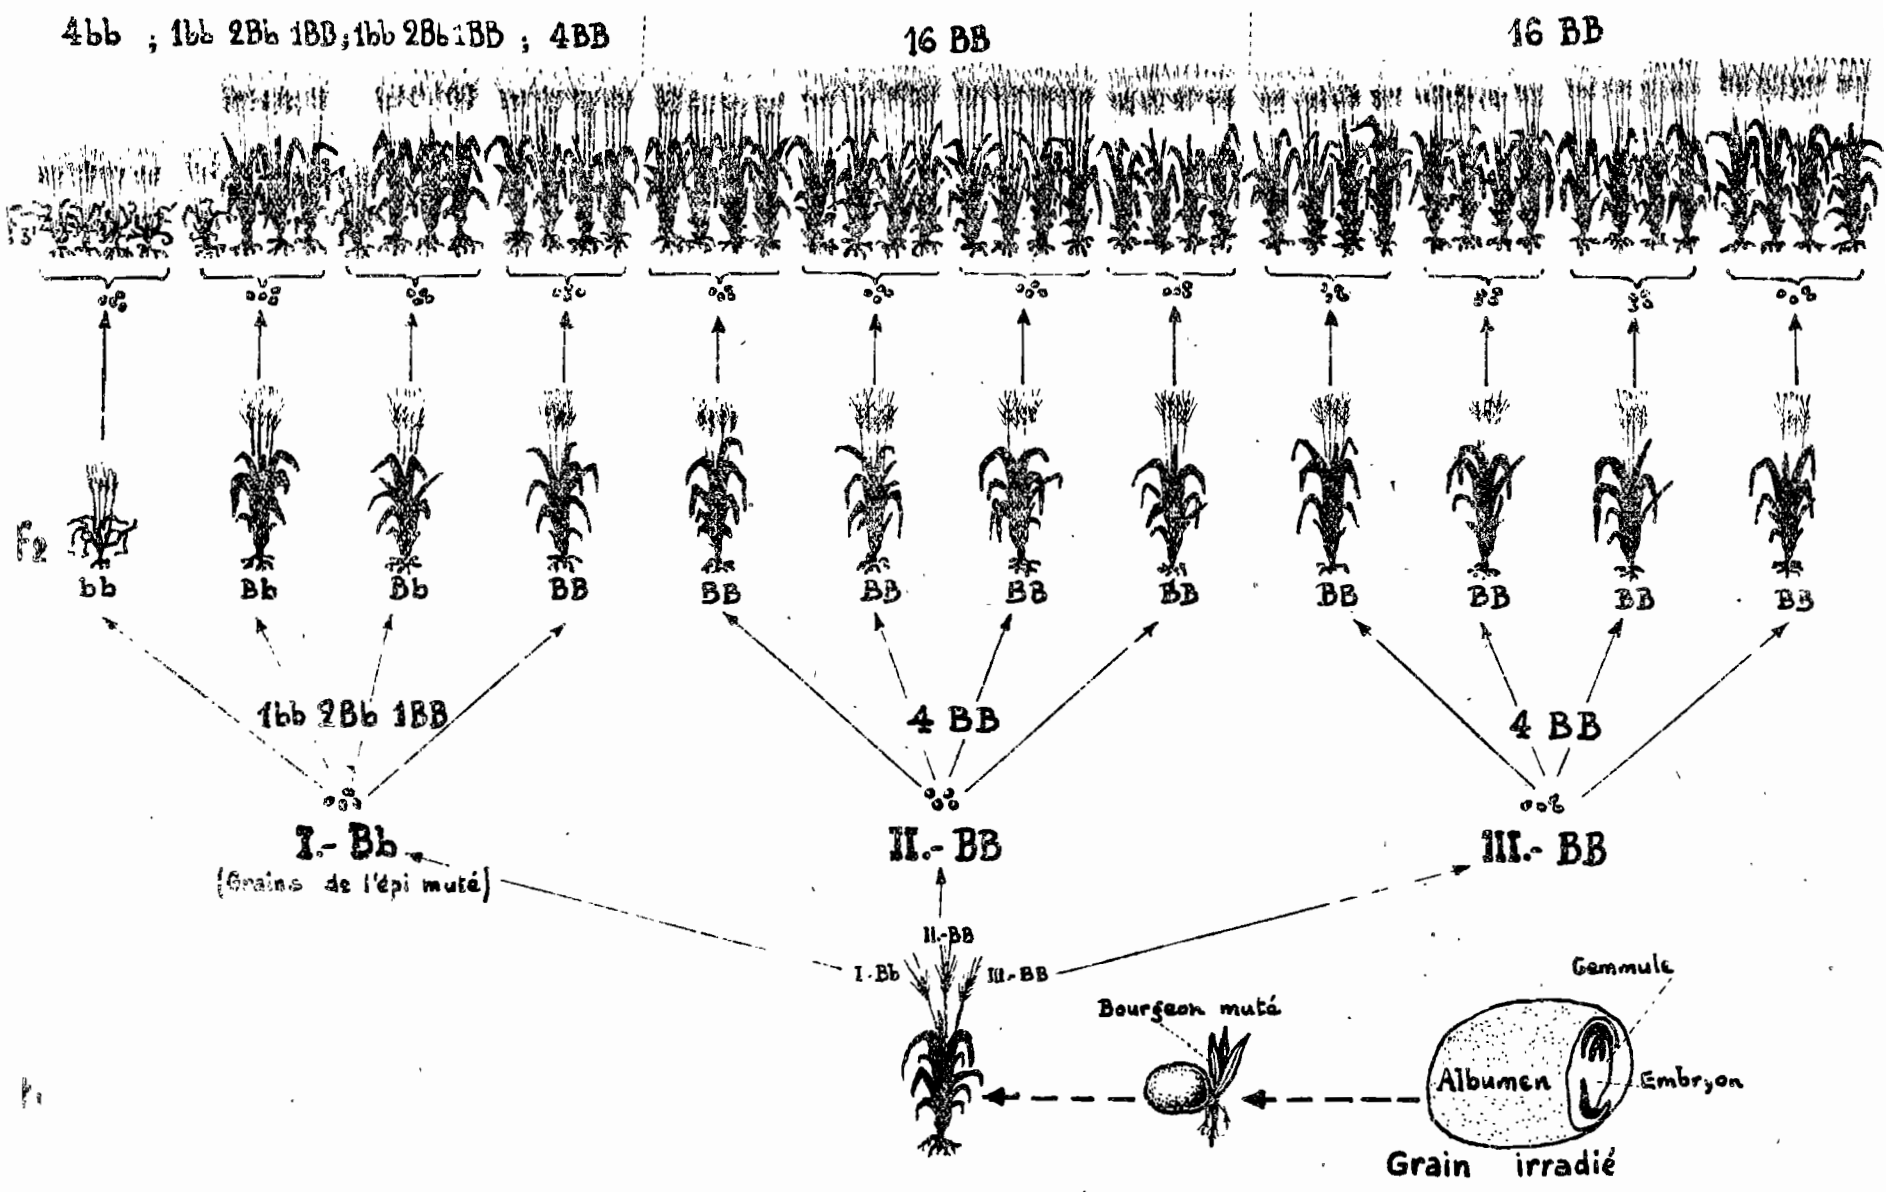 4bb ; 1bb 2Bb 1BB; 1bb 2Bb 1BB ; 4BB
16 BB
16 BB
F3
F2
bb Bb Bb BB BB BB BB BB BB BB BB BB
1bb 2Bb 1BB
4 BB
4 BB
I.- Bb
(Grains de l'épi muté)
II.- BB
III.- BB
II.-BB
I.-Bb
III.-BB
Gemmule
Bourgeon muté
Albumen
Embryon
Grain irradié